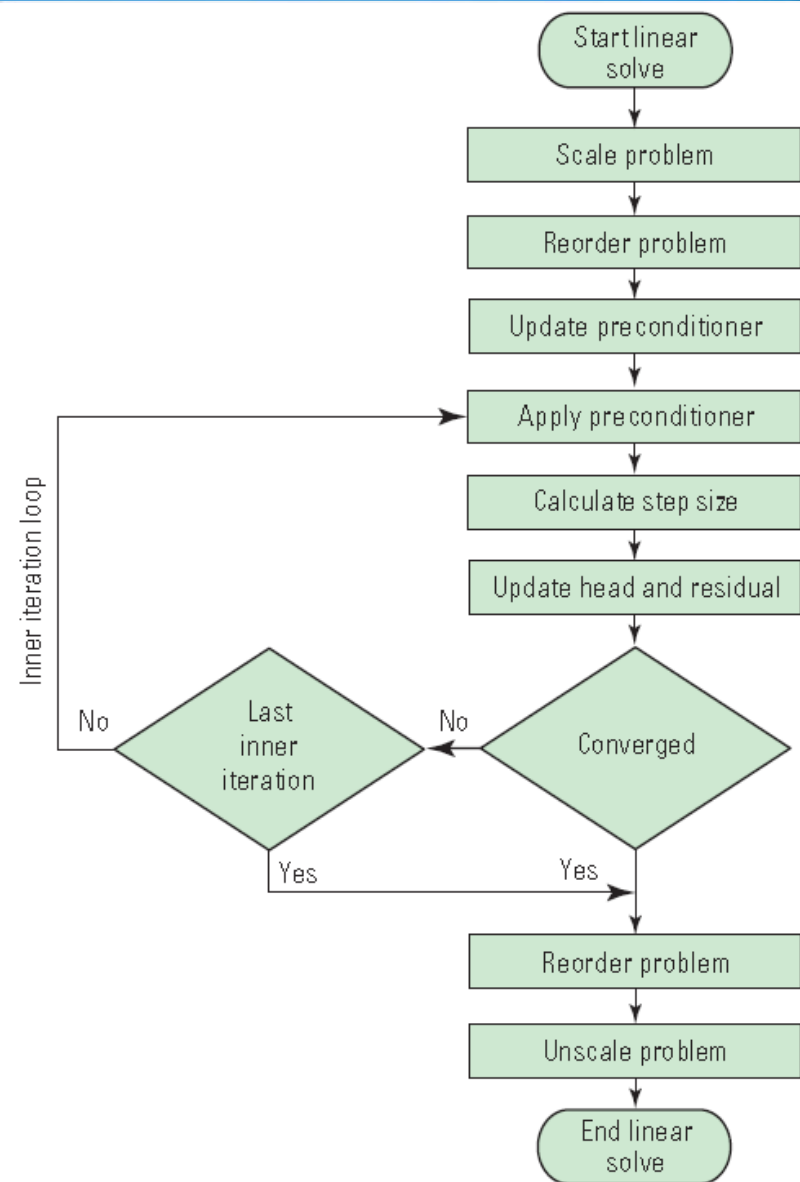 Start linear
solve
Scale problem
Reorder problem
Update preconditioner
Apply preconditioner
Calculate step size
Update head and residual
Inner iteration loop
Converged
No
Last
inner
iteration
No
Yes
Yes
Reorder problem
Unscale problem
End linear
solve